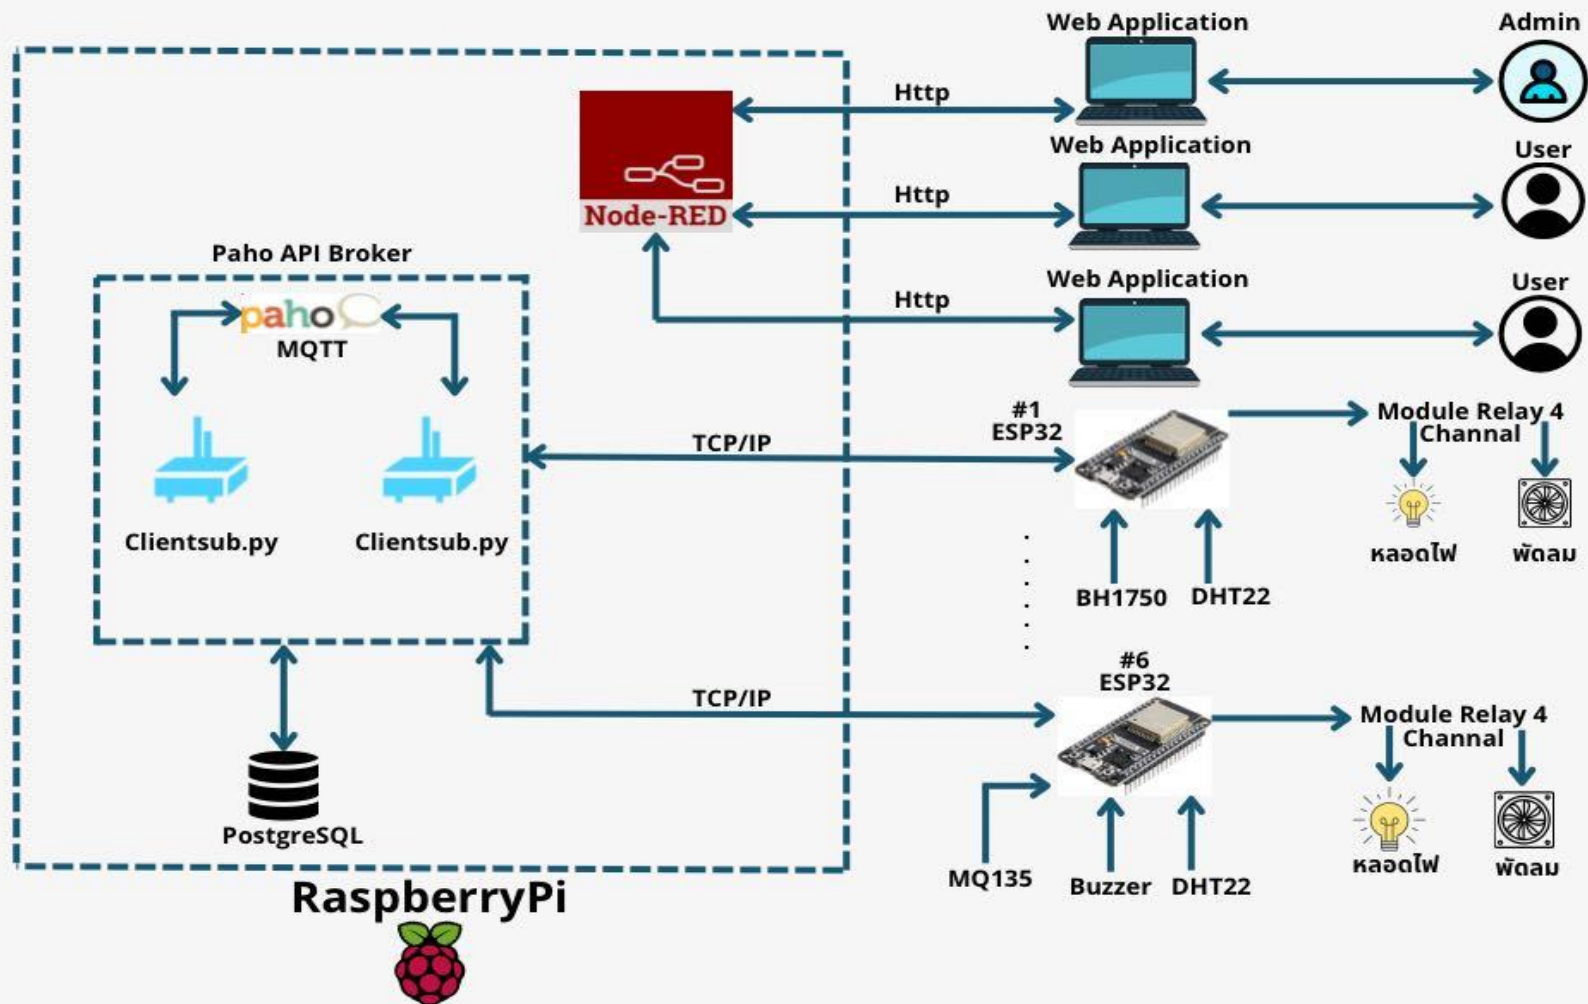 Web Application
Admin
Http
Web Application
User
Http
Node-RED
Paho API Broker
Web Application
User
Http
paho
MQTT
#1
ESP32
Module Relay 4
Channal
TCP/IP
Clientsub.py
Clientsub.py
หลอดไฟ
พัดลม
BH1750
DHT22
#6
ESP32
TCP/IP
Module Relay 4
Channal
PostgreSQL
หลอดไฟ
พัดลม
MQ135
Buzzer
DHT22
RaspberryPi